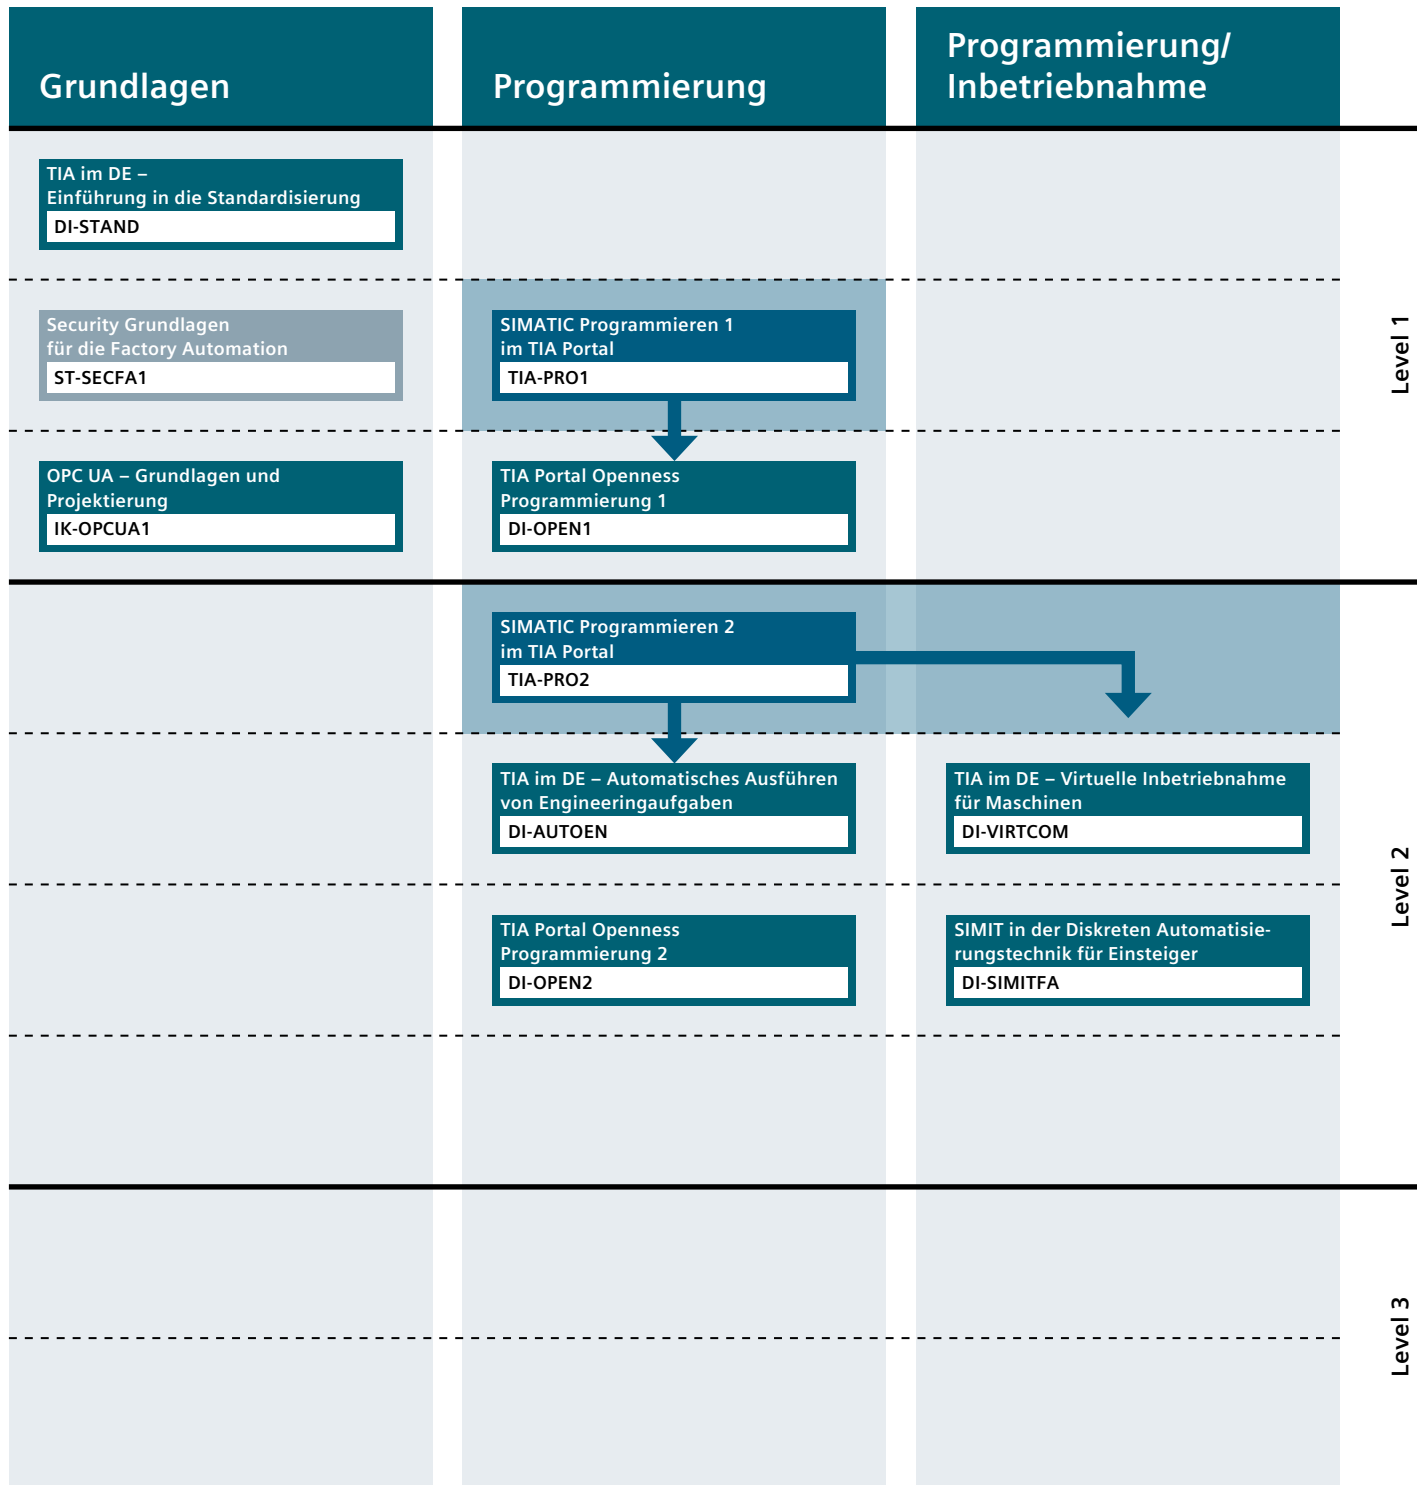 Grundlagen
Programmierung
Programmierung/
Inbetriebnahme
TIA im DE –
Einführung in die Standardisierung
DI-STAND
Security Grundlagen
für die Factory Automation
ST-SECFA1
SIMATIC Programmieren 1
im TIA Portal
TIA-PRO1
OPC UA – Grundlagen und
Projektierung
IK-OPCUA1
TIA Portal Openness
Programmierung 1
DI-OPEN1
Level 1
SIMATIC Programmieren 2
im TIA Portal
TIA-PRO2
TIA im DE – Automatisches Ausführen
von Engineeringaufgaben
DI-AUTOEN
TIA im DE – Virtuelle Inbetriebnahme
für Maschinen
DI-VIRTCOM
TIA Portal Openness
Programmierung 2
DI-OPEN2
SIMIT in der Diskreten Automatisie-
rungstechnik für Einsteiger
DI-SIMITFA
Level 2
Level 3